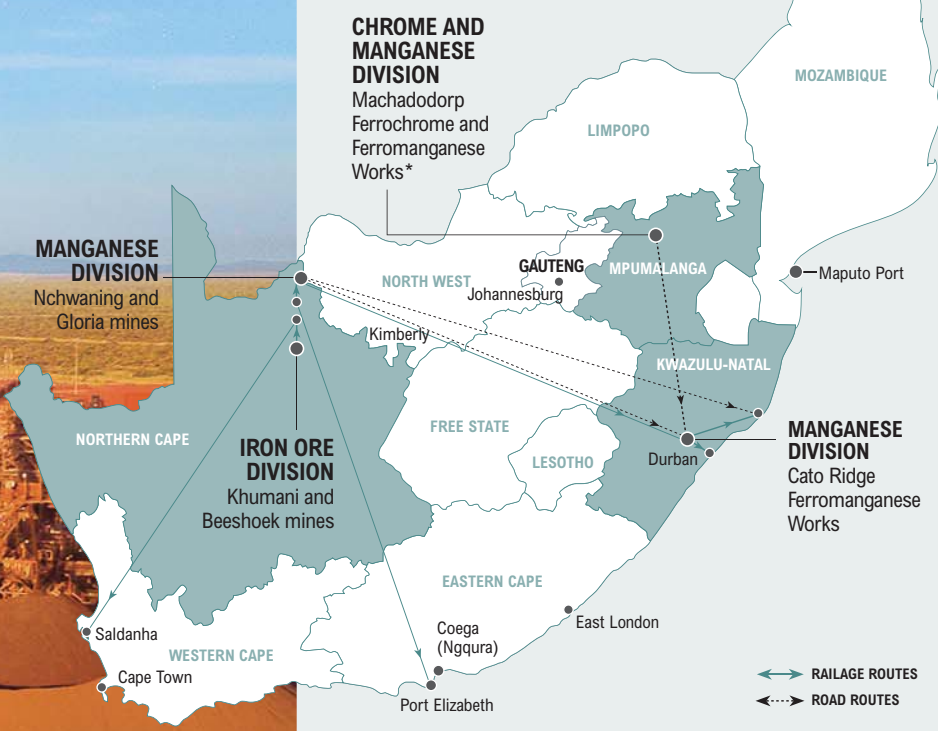 CHROME AND
MANGANESE
DIVISION
Machadodorp
Ferrochrome and
Ferromanganese
Works*
MOZAMBIQUE
LIMPOPO
MANGANESE
DIVISION
Nchwaning and
Gloria mines
NORTH WEST
GAUTENG
Johannesburg
MPUMALANGA
Maputo Port
Kimberly
KWAZULU-NATAL
NORTHERN CAPE
IRON ORE
DIVISION
Khumani and
Beeshoek mines
FREE STATE
LESOTHO
Durban
MANGANESE
DIVISION
Cato Ridge
Ferromanganese
Works
EASTERN CAPE
East London
Saldanha
WESTERN CAPE
Cape Town
Coega
(Ngqura)
Port Elizabeth
RAILAGE ROUTES
ROAD ROUTES